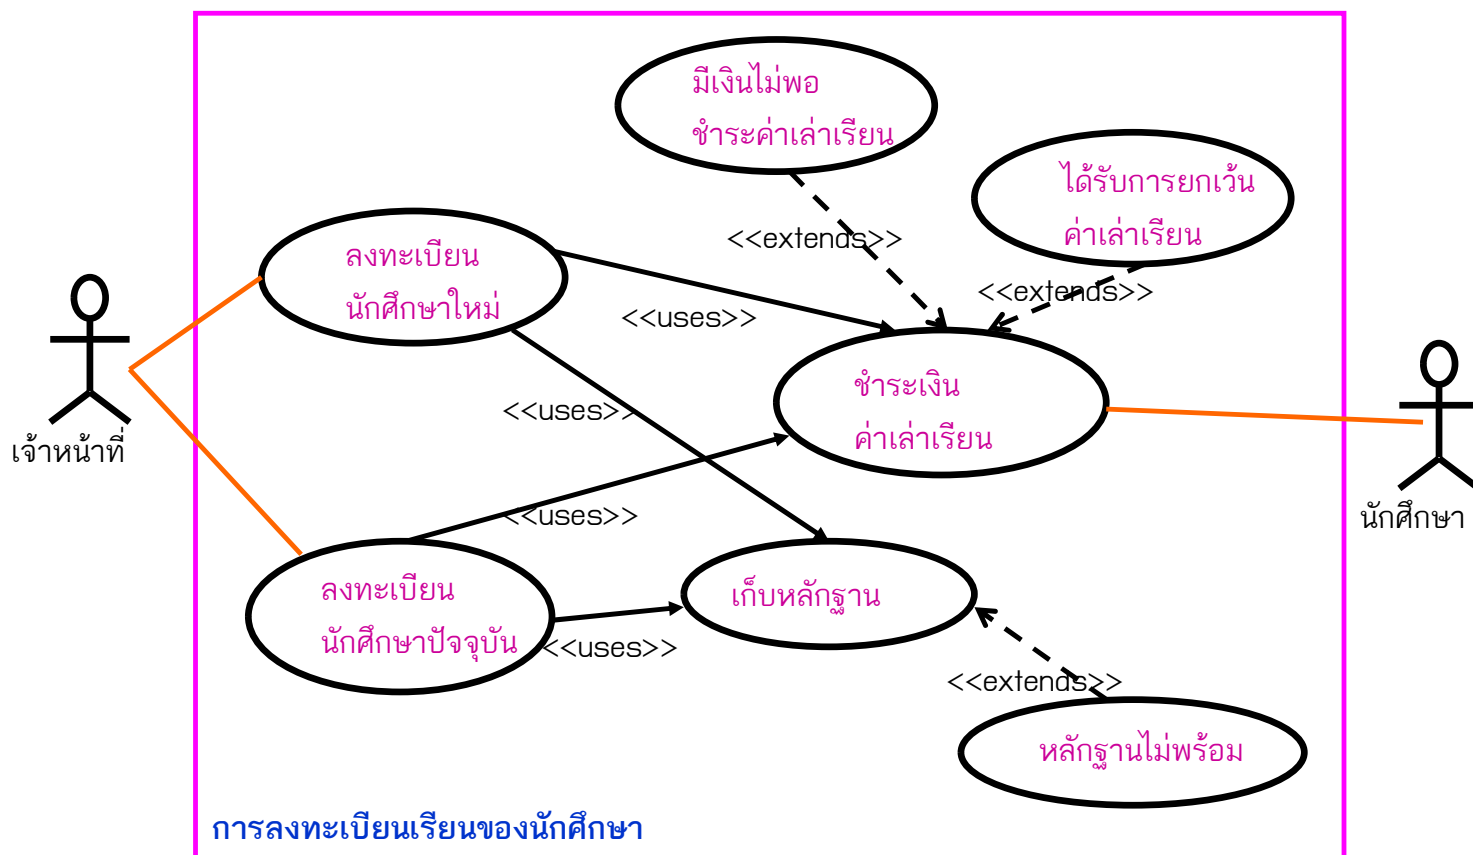 มีเงินไม่พอ
ชำระค่าเล่าเรียน
ได้รับการยกเว้น
ค่าเล่าเรียน
<<extends>>
<<extends>>
ลงทะเบียน
นักศึกษาใหม่
<<uses>>
<<uses>>
ชำระเงิน
ค่าเล่าเรียน
เจ้าหน้าที่
นักศึกษา
<<uses>>
ลงทะเบียน
นักศึกษาปัจจุบัน
<<uses>>
เก็บหลักฐาน
<<extends>>
หลักฐานไม่พร้อม
การลงทะเบียนเรียนของนักศึกษา